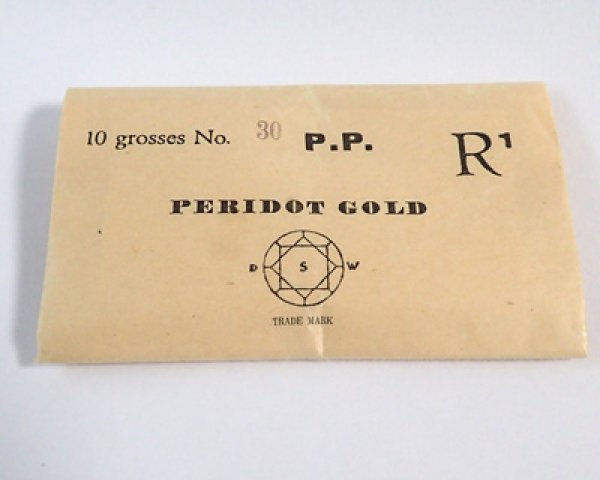 10 grosses No. 30 P.P. R¹
PERIDOT GOLD
D S W
TRADE MARK